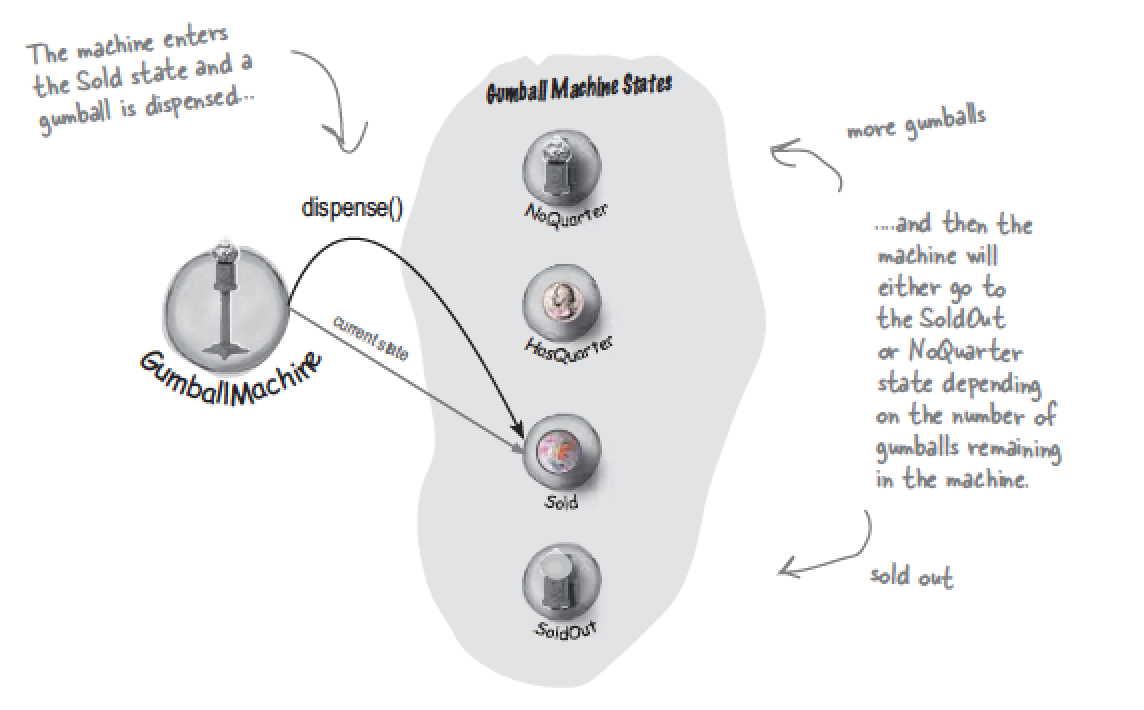 The machine enters
the Sold state and a
gumball is dispensed...
Gumball Machine States
more gumballs
NoQuarter
dispense()
....and then the
machine will
either go to
the SoldOut
or NoQuarter
state depending
on the number of
gumballs remaining
in the machine.
HasQuarter
current state
GumballMachine
Sold
SoldOut
sold out